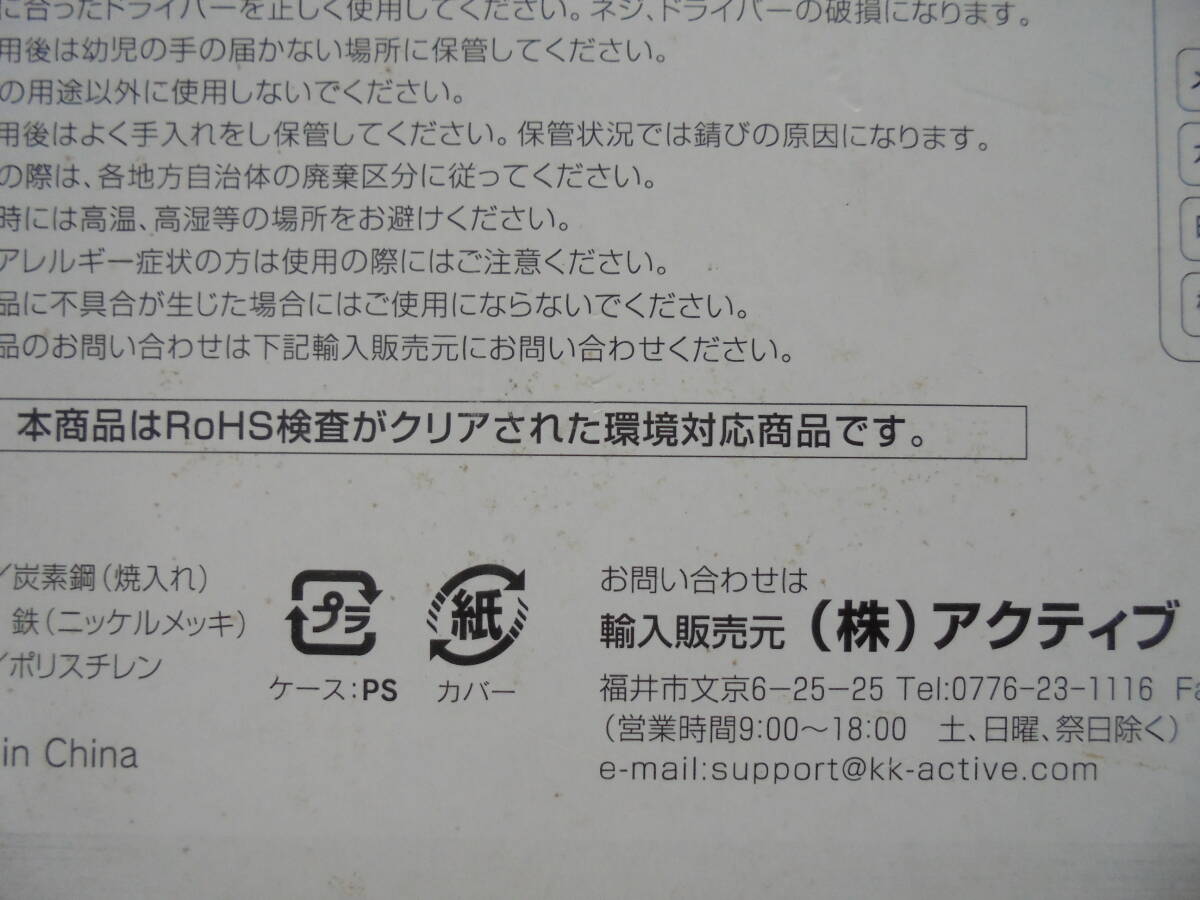 に合ったドライバーを正しく使用してください。ネジ、ドライバーの破損になります。
用後は幼児の手の届かない場所に保管してください。
の用途以外に使用しないでください。
用後はよく手入れをし保管してください。保管状況では錆びの原因になります。
の際は、各地方自治体の廃棄区分に従ってください。
時には高温、高湿等の場所をお避けください。
アレルギー症状の方は使用の際にはご注意ください。
品に不具合が生じた場合にはご使用にならないでください。
品のお問い合わせは下記輸入販売元にお問い合わせください。
本商品はRoHS検査がクリアされた環境対応商品です。
/炭素鋼(焼入れ)
鉄(ニッケルメッキ)
/ポリスチレン
プラ
ケース:PS
紙
カバー
in China
お問い合わせは
輸入販売元 (株)アクティブ
福井市文京6-25-25 Tel:0776-23-1116 Fa
(営業時間9:00〜18:00 土、日曜、祭日除く)
e-mail:support@kk-active.com